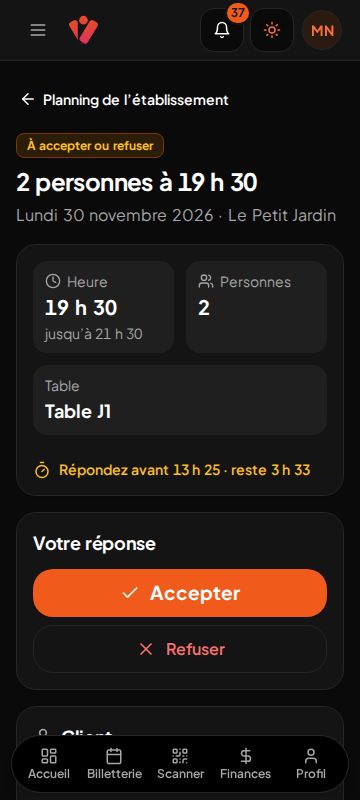 37
MN
Planning de l'établissement
À accepter ou refuser
2 personnes à 19 h 30
Lundi 30 novembre 2026 · Le Petit Jardin
Heure
19 h 30
jusqu'à 21 h 30
Personnes
2
Table
Table J1
Répondez avant 13 h 25 · reste 3 h 33
Votre réponse
Accepter
Refuser
Client
Accueil
Billetterie
Scanner
Finances
Profil